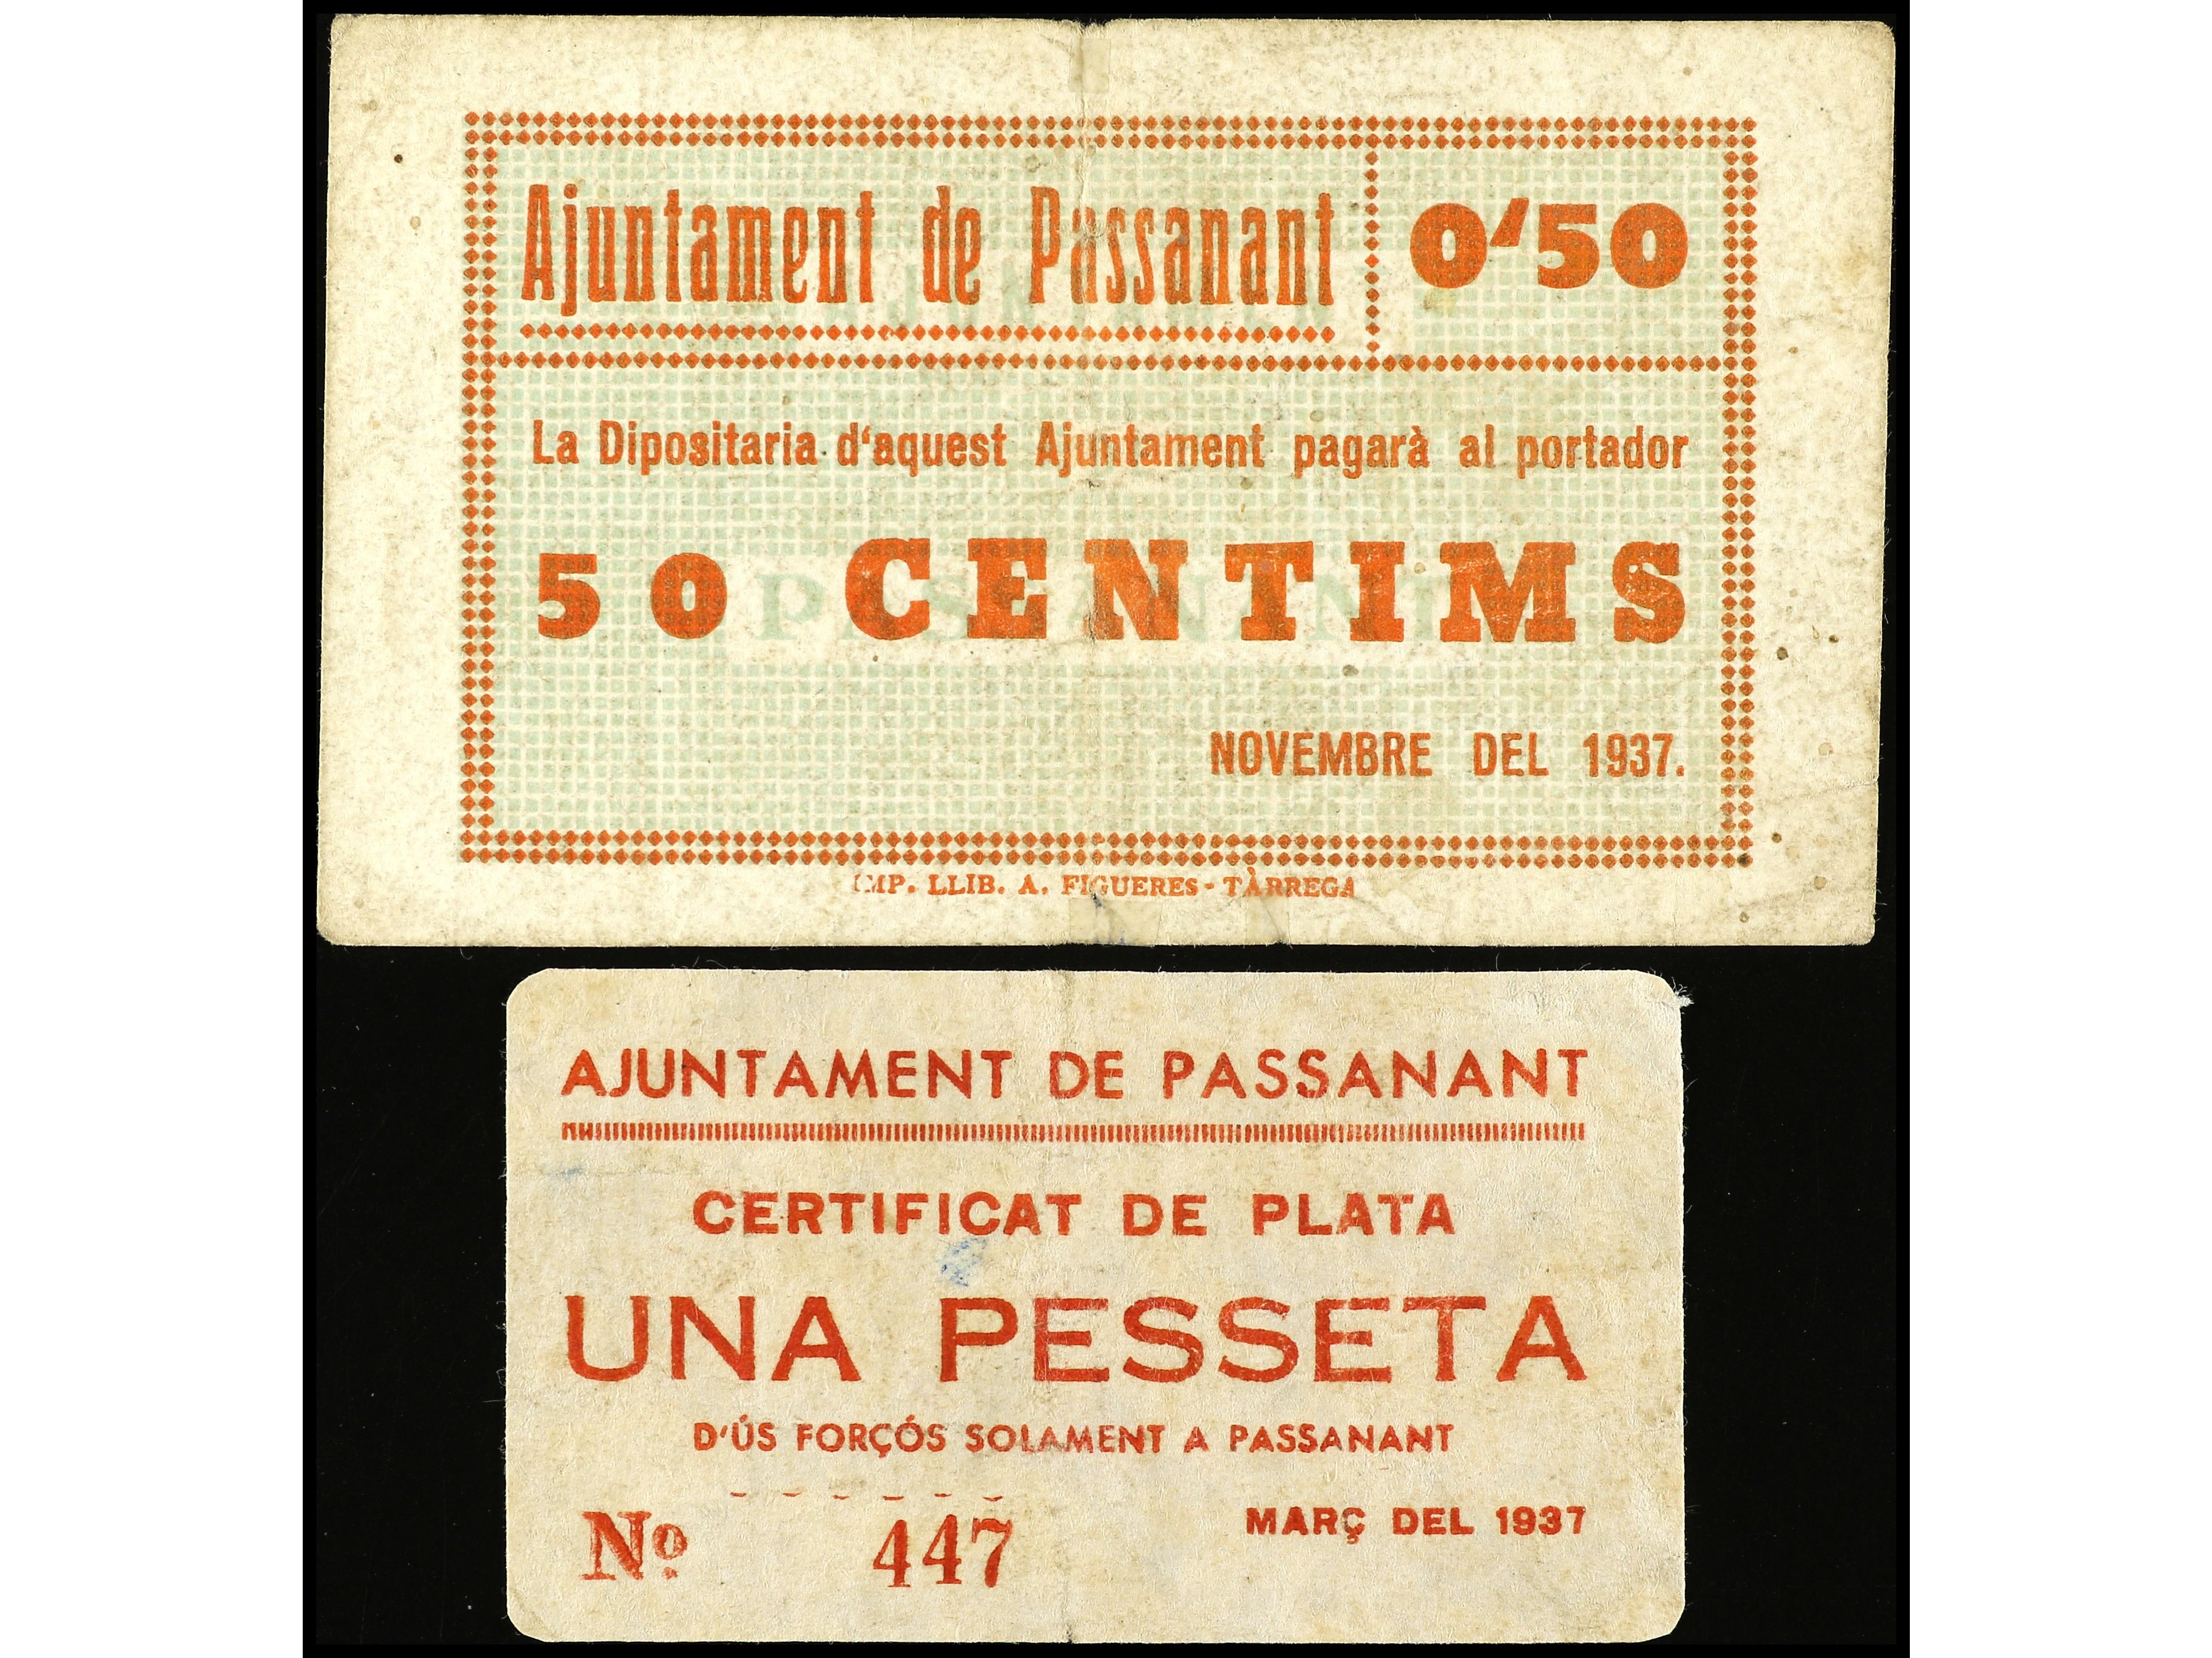 Ajuntament de Passanant
0'50
La Dipositaria d'aquest Ajuntament pagarà al portador
50 CENTIMS
NOVEMBRE DEL 1937.
IMP. LLIB. A. FIGUERES - TÀRREGA
AJUNTAMENT DE PASSANANT
CERTIFICAT DE PLATA
UNA PESSETA
D'ÚS FORÇÓS SOLAMENT A PASSANANT
Nº 447
MARÇ DEL 1937